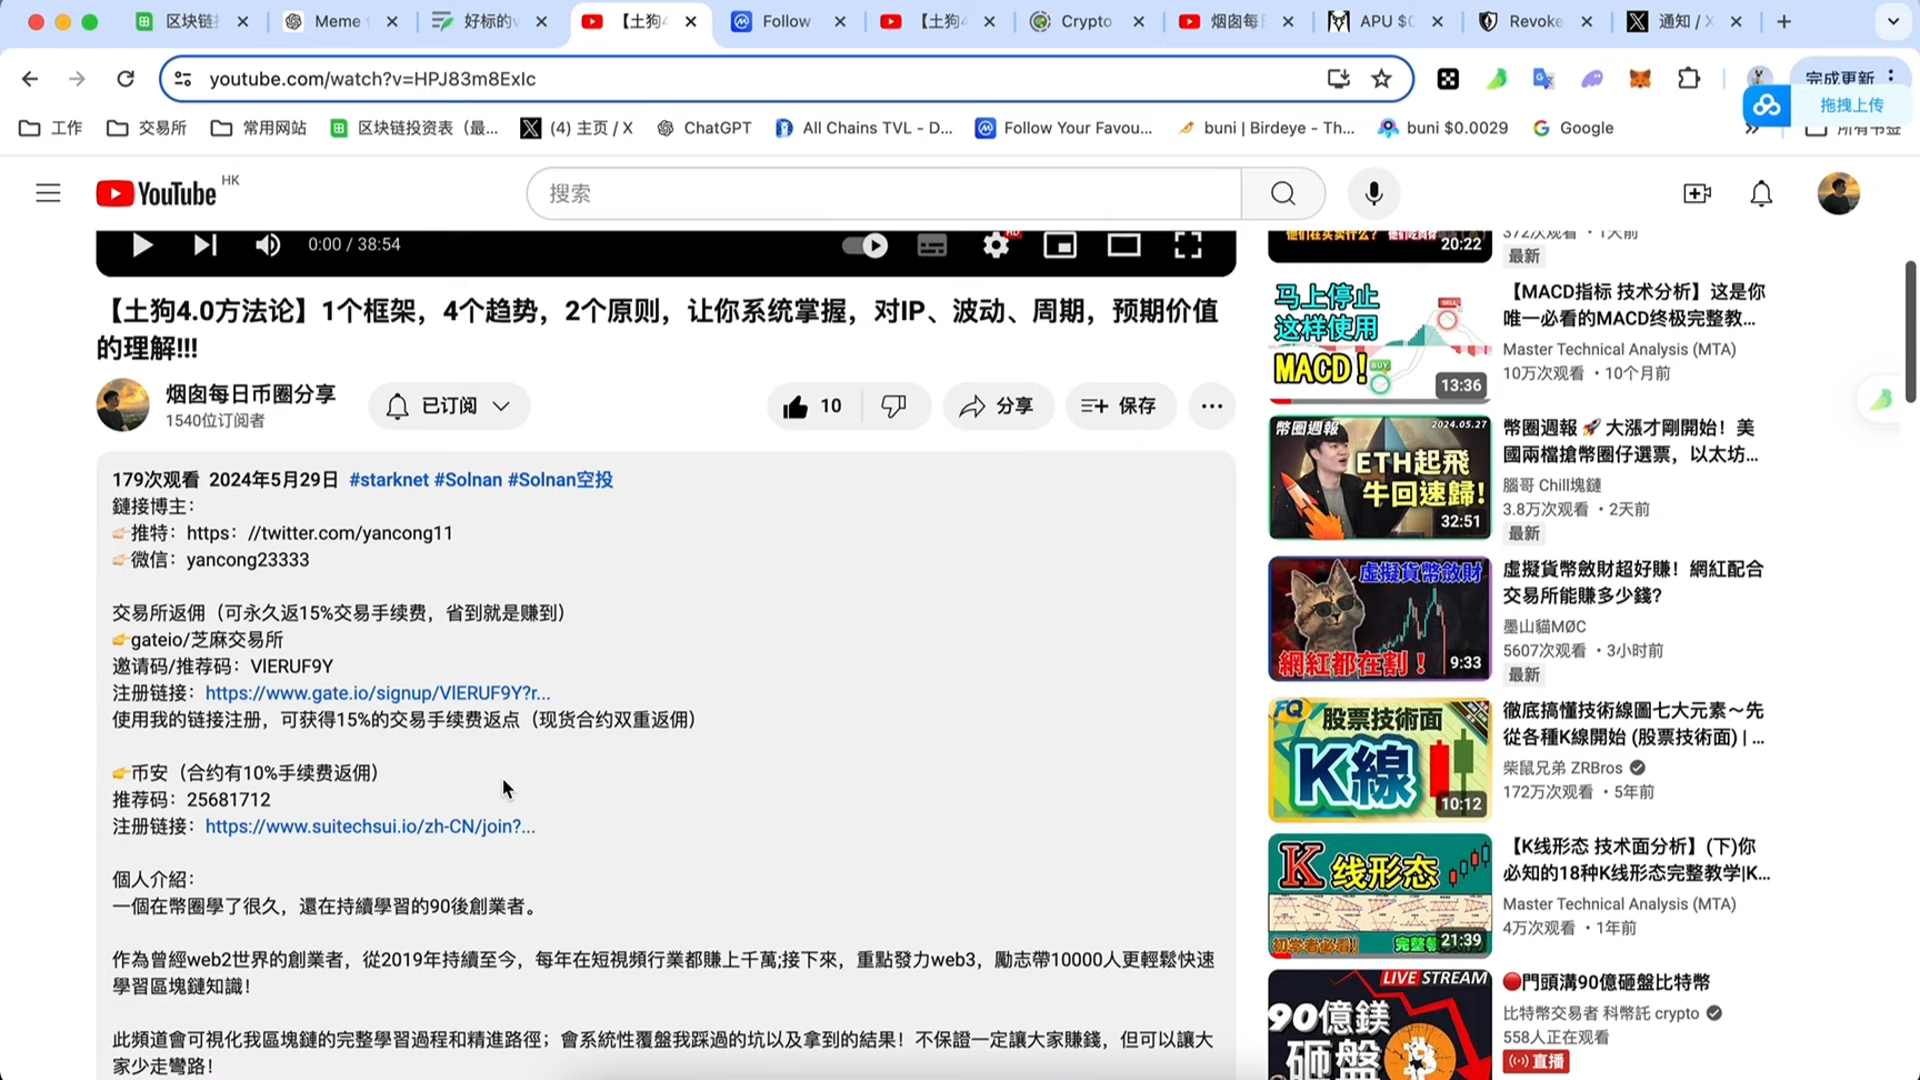 区块链
Meme
好标的
【土狗
Follow
【土狗
Crypto
烟囱每
APU $
Revoke
通知 / X
youtube.com/watch?v=HPJ83m8ExIc
完成更新
拖拽上传
工作
交易所
常用网站
区块链投资表（最...
(4) 主页 / X
ChatGPT
All Chains TVL - D...
Follow Your Favou...
buni | Birdeye - Th...
buni $0.0029
Google
所有书签
YouTube HK
搜索
0:00 / 38:54
HD
【土狗4.0方法论】1个框架，4个趋势，2个原则，让你系统掌握，对IP、波动、周期，预期价值
的理解!!!
烟囱每日币圈分享
1540位订阅者
已订阅
10
分享
保存
179次观看 2024年5月29日 #starknet #Solnan #Solnan空投
鏈接博主：
👉🏻推特：https：//twitter.com/yancong11
👉🏻微信：yancong23333
交易所返佣（可永久返15%交易手续费，省到就是赚到）
👉gateio/芝麻交易所
邀请码/推荐码：VlERUF9Y
注册链接：https://www.gate.io/signup/VlERUF9Y?r...
使用我的链接注册，可获得15%的交易手续费返点（现货合约双重返佣）
👉币安（合约有10%手续费返佣）
推荐码：25681712
注册链接：https://www.suitechsui.io/zh-CN/join?...
個人介紹：
一個在幣圈學了很久，還在持續學習的90後創業者。
作為曾經web2世界的創業者，從2019年持續至今，每年在短視頻行業都賺上千萬;接下來，重點發力web3，勵志帶10000人更輕鬆快速
學習區塊鏈知識！
此頻道會可視化我區塊鏈的完整學習過程和精進路徑；會系統性覆盤我踩過的坑以及拿到的結果！不保證一定讓大家賺錢，但可以讓大
家少走彎路！
20:22
372次观看 • 1天前
最新
马上停止
这样使用
MACD！
SELL
BUY
13:36
【MACD指标 技术分析】这是你
唯一必看的MACD终极完整教...
Master Technical Analysis (MTA)
10万次观看 • 10个月前
幣圈週報
2024.05.27
ETH起飛
牛回速歸!
32:51
幣圈週報 🚀 大漲才剛開始！美
國兩檔搶幣圈仔選票，以太坊...
腦哥 Chill塊鏈
3.8万次观看 • 2天前
最新
虛擬貨幣斂財
網紅都在割！
9:33
虛擬貨幣斂財超好賺！網紅配合
交易所能賺多少錢?
墨山貓MØC
5607次观看 • 3小时前
最新
FQ
股票技術面
K線
10:12
徹底搞懂技術線圖七大元素～先
從各種K線開始 (股票技術面) | ...
柴鼠兄弟 ZRBros
172万次观看 • 5年前
K线形态
初学者必看!
21:39
【K线形态 技术面分析】(下)你
必知的18种K线形态完整教学|K...
Master Technical Analysis (MTA)
4万次观看 • 1年前
LIVE STREAM
90億鎂
砸盤
🔴門頭溝90億砸盤比特幣
比特幣交易者 科幣託 crypto
558人正在观看
直播